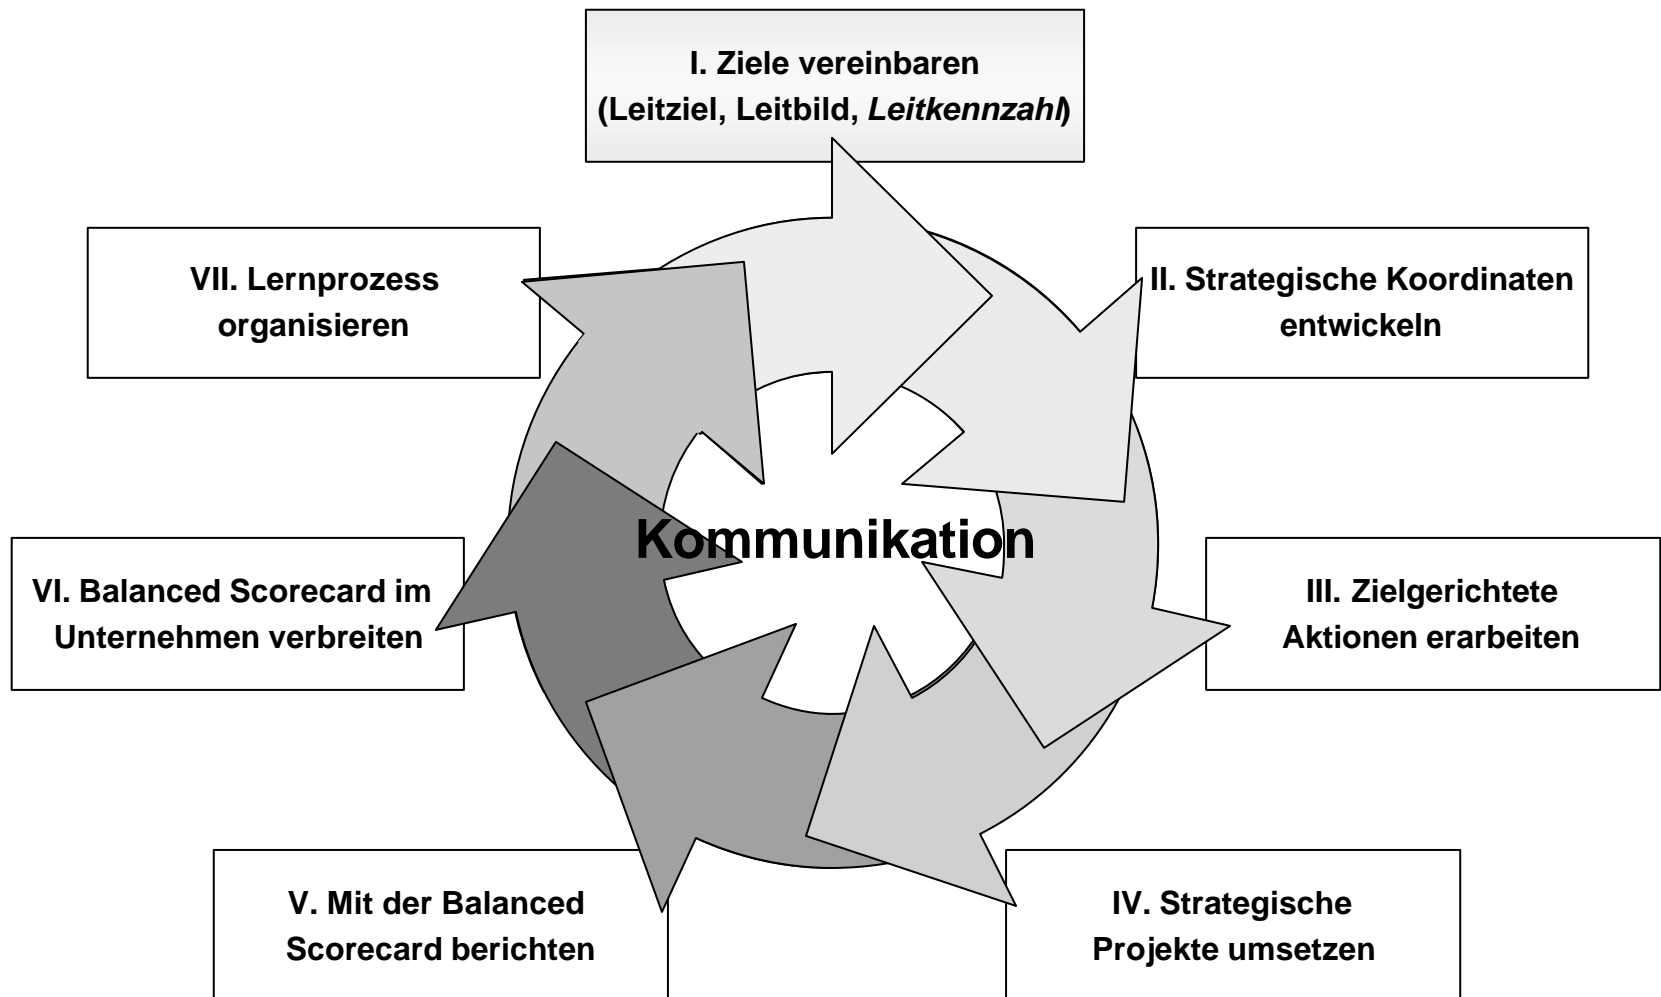 I. Ziele vereinbaren
(Leitziel, Leitbild, Leitkennzahl)
II. Strategische Koordinaten
entwickeln
III. Zielgerichtete
Aktionen erarbeiten
IV. Strategische
Projekte umsetzen
V. Mit der Balanced
Scorecard berichten
VI. Balanced Scorecard im
Unternehmen verbreiten
VII. Lernprozess
organisieren
Kommunikation